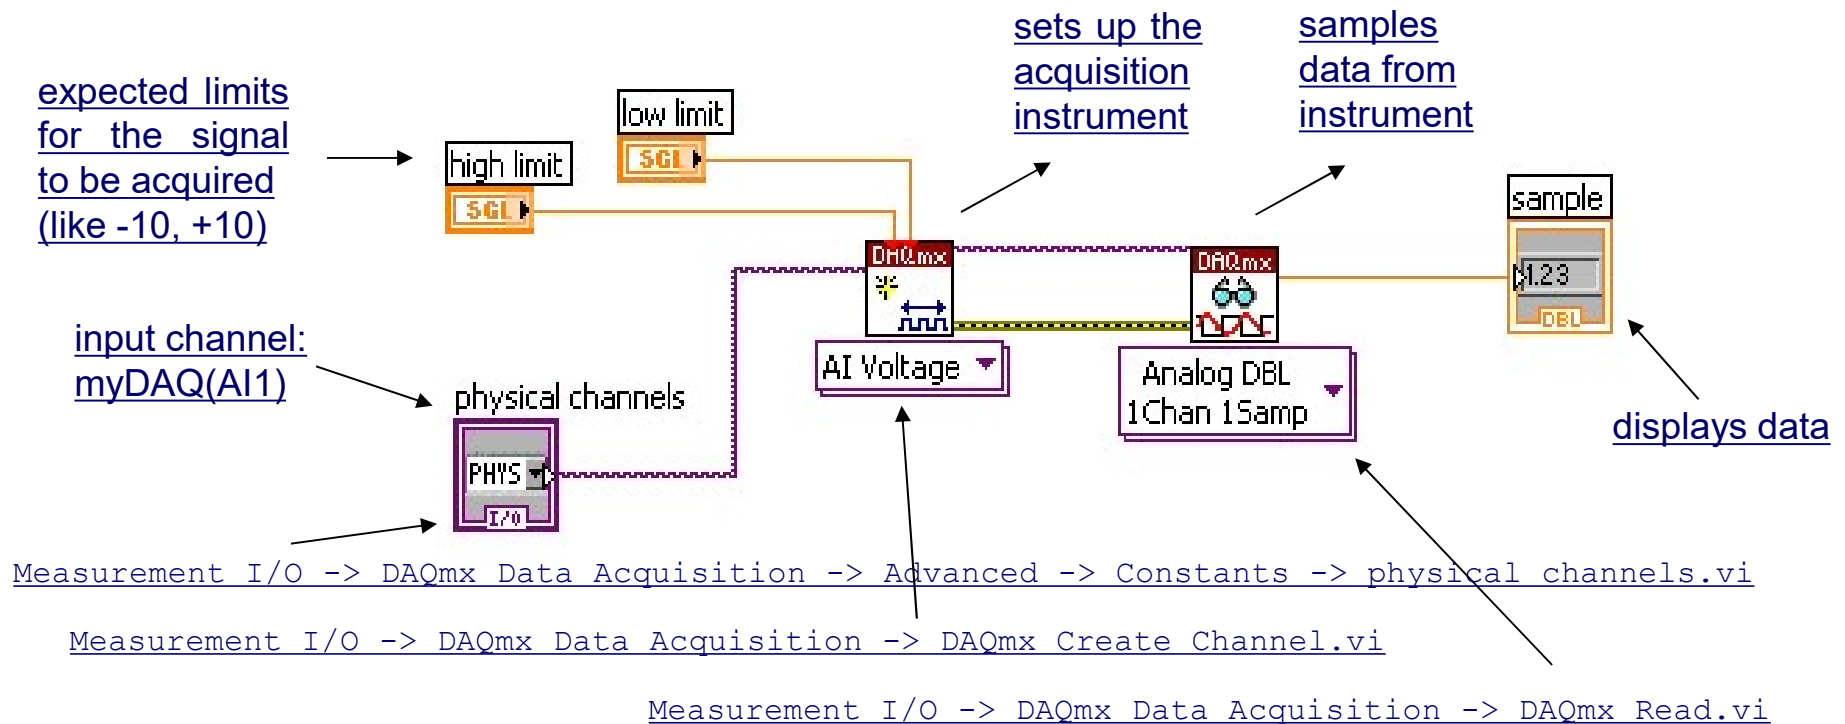 expected limits
for the signal
to be acquired
(like -10, +10)
low limit
SGL
high limit
SGL
sets up the
acquisition
instrument
samples
data from
instrument
sample
1.23
DBL
DAQmx
DAQmx
AI Voltage
Analog DBL
1Chan 1Samp
input channel:
myDAQ(AI1)
physical channels
PHYS
I/O
displays data
Measurement I/O -> DAQmx Data Acquisition -> Advanced -> Constants -> physical channels.vi
Measurement I/O -> DAQmx Data Acquisition -> DAQmx Create Channel.vi
Measurement I/O -> DAQmx Data Acquisition -> DAQmx Read.vi